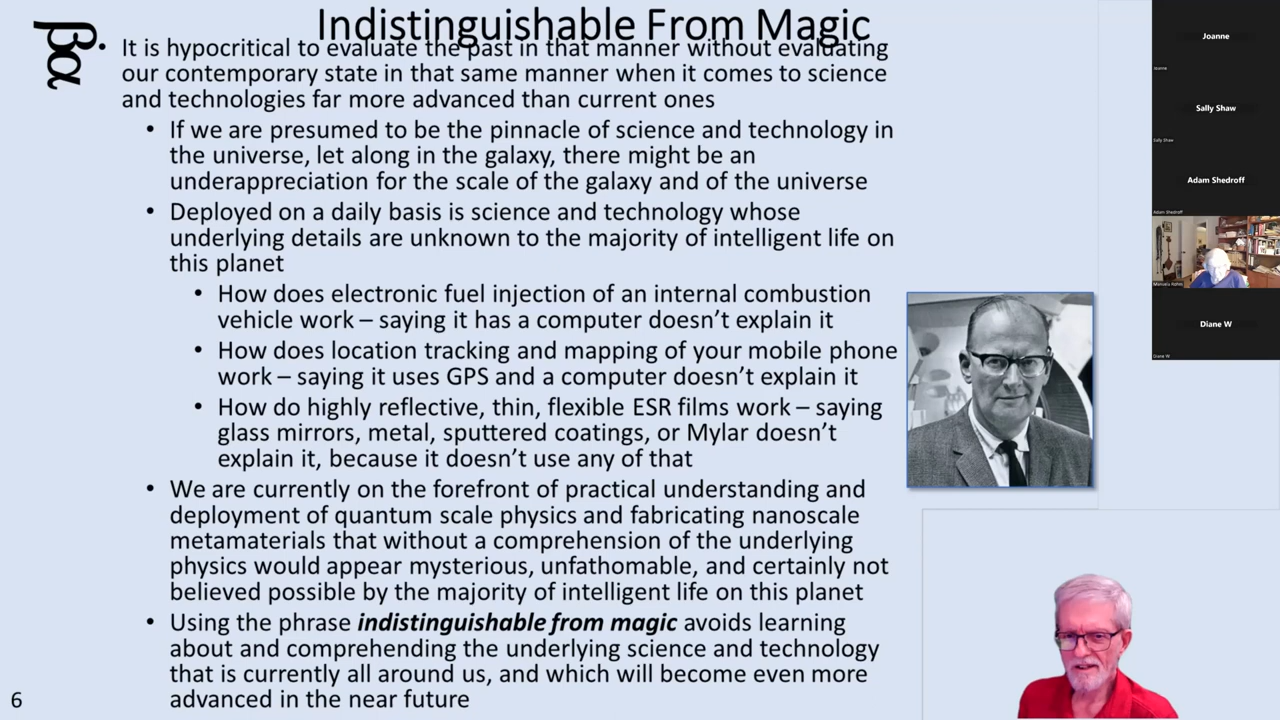 Indistinguishable From Magic
• It is hypocritical to evaluate the past in that manner without evaluating
our contemporary state in that same manner when it comes to science
and technologies far more advanced than current ones
• If we are presumed to be the pinnacle of science and technology in
the universe, let along in the galaxy, there might be an
underappreciation for the scale of the galaxy and of the universe
• Deployed on a daily basis is science and technology whose
underlying details are unknown to the majority of intelligent life on
this planet
• How does electronic fuel injection of an internal combustion
vehicle work – saying it has a computer doesn’t explain it
• How does location tracking and mapping of your mobile phone
work – saying it uses GPS and a computer doesn’t explain it
• How do highly reflective, thin, flexible ESR films work – saying
glass mirrors, metal, sputtered coatings, or Mylar doesn’t
explain it, because it doesn’t use any of that
• We are currently on the forefront of practical understanding and
deployment of quantum scale physics and fabricating nanoscale
metamaterials that without a comprehension of the underlying
physics would appear mysterious, unfathomable, and certainly not
believed possible by the majority of intelligent life on this planet
• Using the phrase indistinguishable from magic avoids learning
about and comprehending the underlying science and technology
that is currently all around us, and which will become even more
advanced in the near future
6
Joanne
Joanne
Sally Shaw
Sally Shaw
Adam Shedroff
Adam Shedroff
Diane W
Diane W